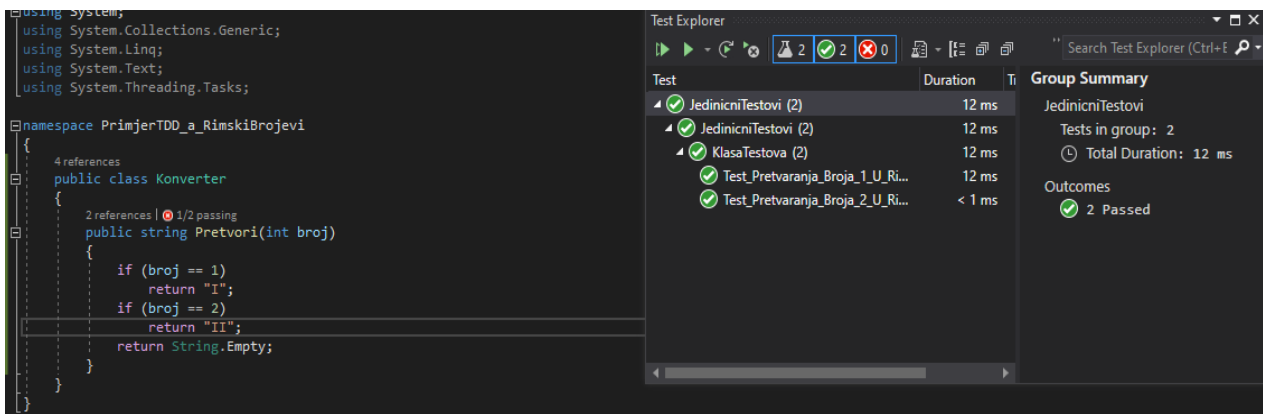 using System;
using System.Collections.Generic;
using System.Linq;
using System.Text;
using System.Threading.Tasks;
namespace PrimjerTDD_a_RimskiBrojevi
{
4 references
public class Konverter
{
2 references | 1/2 passing
public string Pretvori(int broj)
{
if (broj == 1)
return "I";
if (broj == 2)
return "II";
return String.Empty;
}
}
}
Test Explorer
2 2 0 " Search Test Explorer (Ctrl+E
Test Duration Tr
JedinicniTestovi (2) 12 ms
JedinicniTestovi (2) 12 ms
KlasaTestova (2) 12 ms
Test_Pretvaranja_Broja_1_U_Ri... 12 ms
Test_Pretvaranja_Broja_2_U_Ri... < 1 ms
Group Summary
JedinicniTestovi
Tests in group: 2
Total Duration: 12 ms
Outcomes
2 Passed